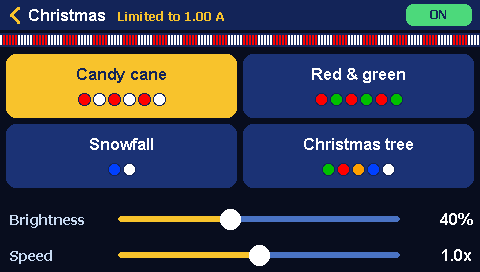 Christmas Limited to 1.00 A ON
Candy cane Red & green
Snowfall Christmas tree
Brightness 40%
Speed 1.0x